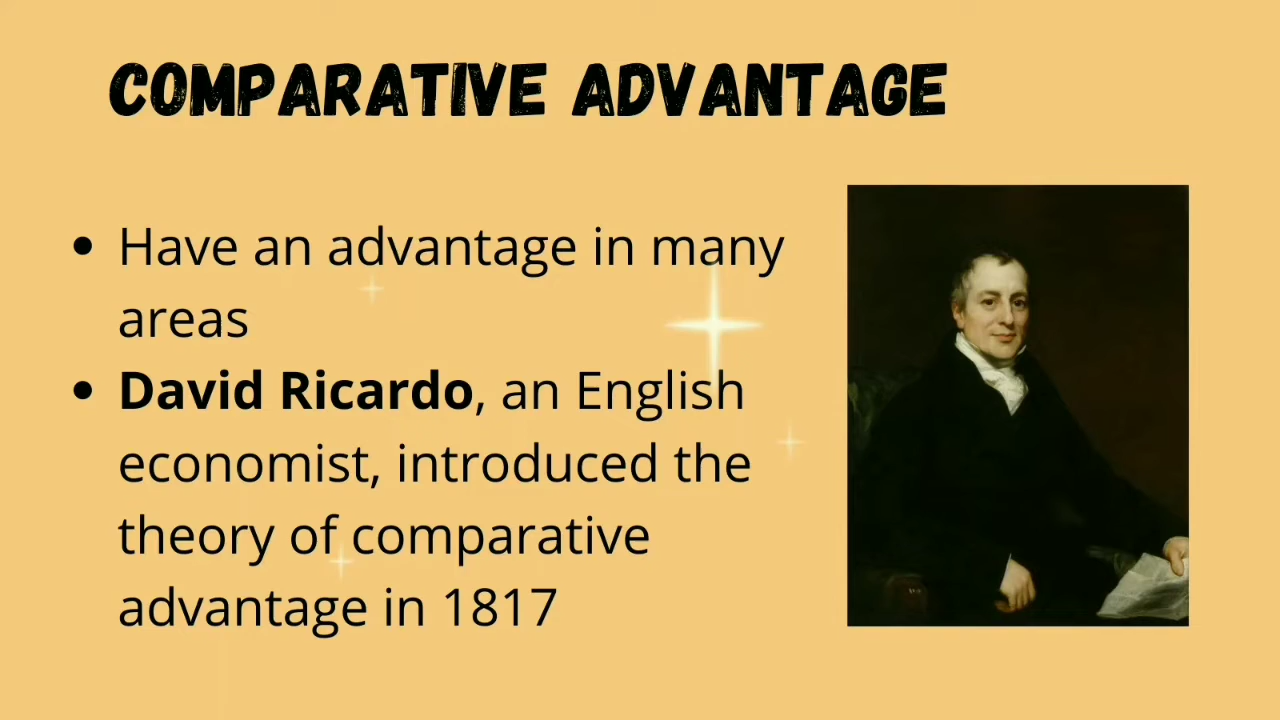 COMPARATIVE ADVANTAGE
• Have an advantage in many
areas
• David Ricardo, an English
economist, introduced the
theory of comparative
advantage in 1817